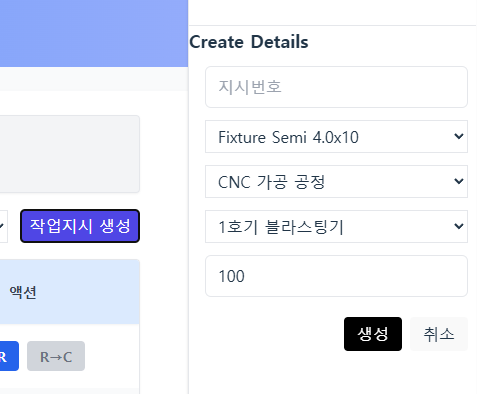 Create Details
지시번호
Fixture Semi 4.0x10
CNC 가공 공정
1호기 블라스팅기
100
생성
취소
작업지시 생성
액션
R
R→C